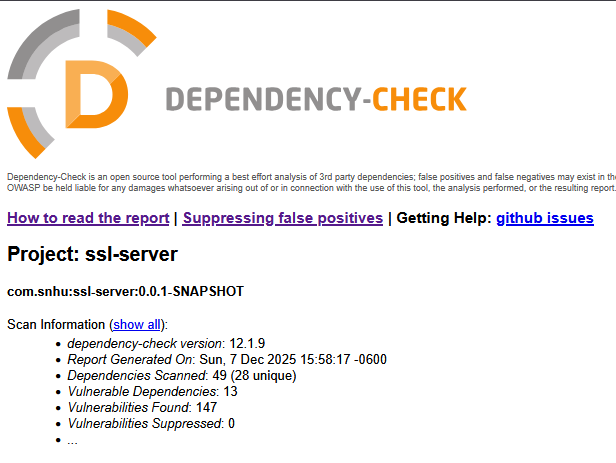 D
DEPENDENCY-CHECK
Dependency-Check is an open source tool performing a best effort analysis of 3rd party dependencies; false positives and false negatives may exist in the
OWASP be held liable for any damages whatsoever arising out of or in connection with the use of this tool, the analysis performed, or the resulting report.
How to read the report | Suppressing false positives | Getting Help: github issues
Project: ssl-server
com.snhu:ssl-server:0.0.1-SNAPSHOT
Scan Information (show all):
• dependency-check version: 12.1.9
• Report Generated On: Sun, 7 Dec 2025 15:58:17 -0600
• Dependencies Scanned: 49 (28 unique)
• Vulnerable Dependencies: 13
• Vulnerabilities Found: 147
• Vulnerabilities Suppressed: 0
• ...